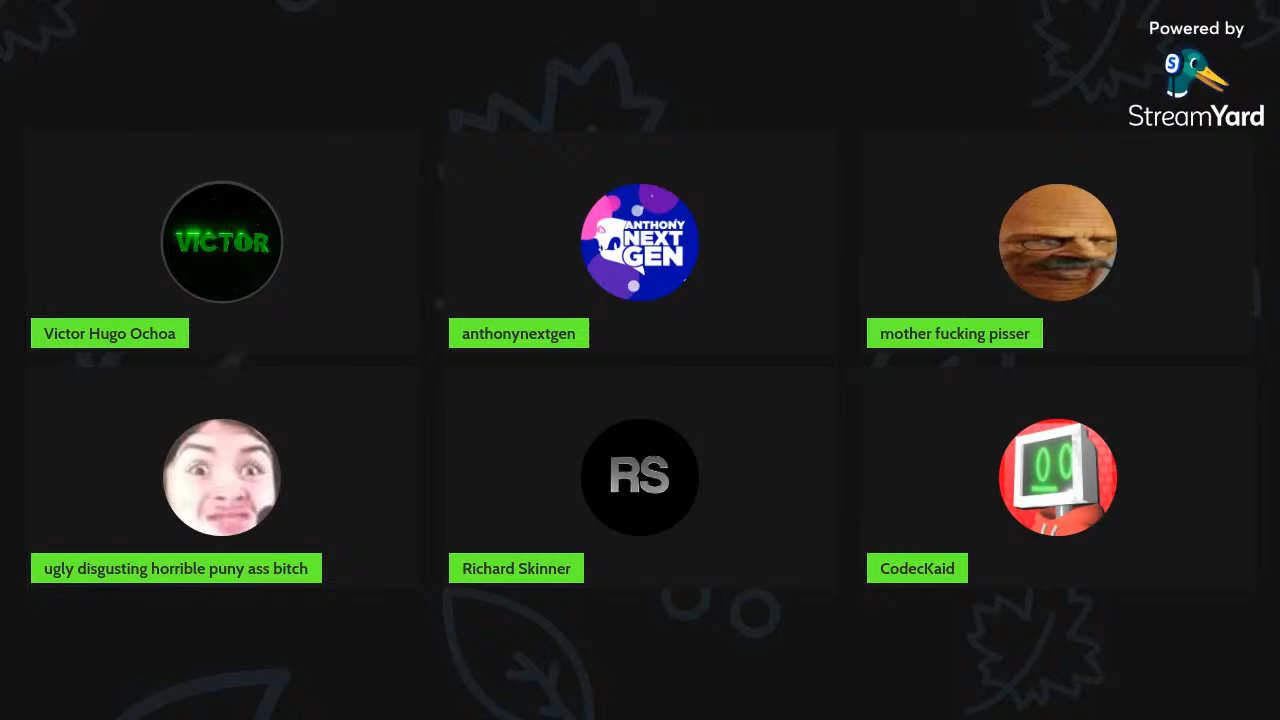 Powered by
S
StreamYard
VICTOR
ANTHONY
NEXT
GEN
Victor Hugo Ochoa
anthonynextgen
mother fucking pisser
RS
ugly disgusting horrible puny ass bitch
Richard Skinner
CodecKaid